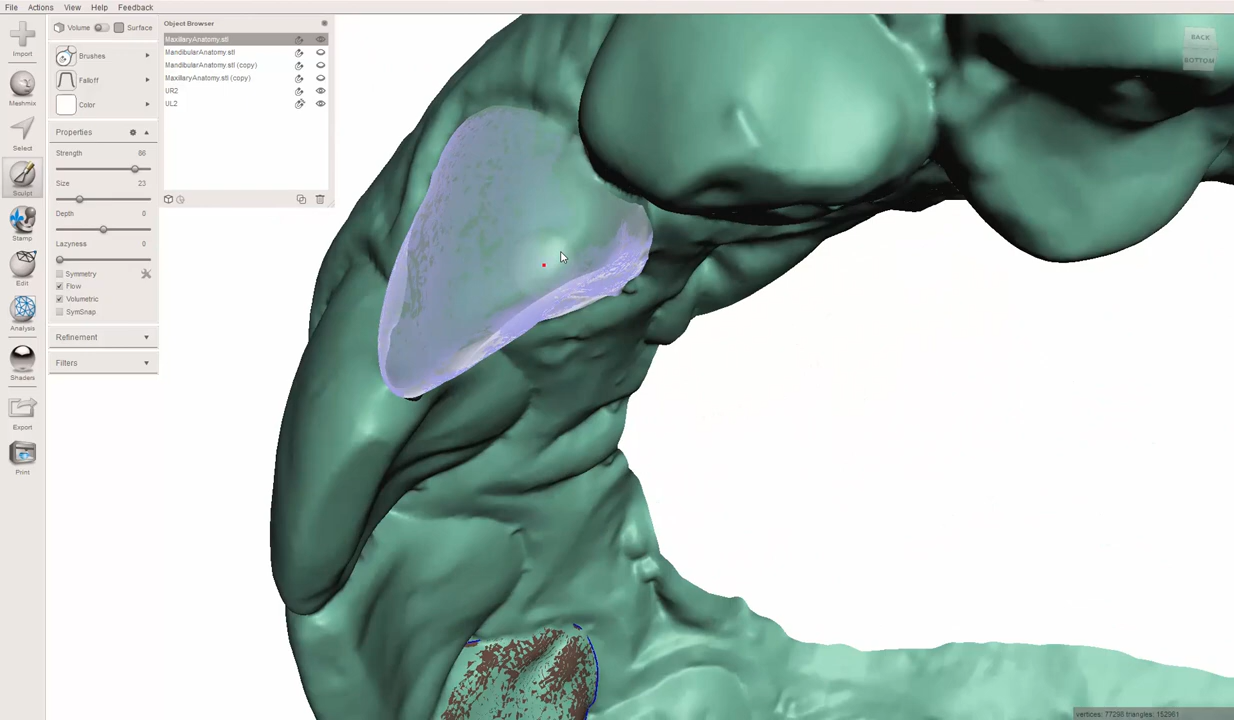 File Actions View Help Feedback
Import
Meshmix
Select
Sculpt
Stamp
Edit
Analysis
Shaders
Export
Print
Volume Surface
Brushes
Falloff
Color
Properties
Strength 86
Size 23
Depth 0
Lazyness 0
Symmetry
Flow
Volumetric
SymSnap
Refinement
Filters
Object Browser
MaxillaryAnatomy.stl
MandibularAnatomy.stl
MandibularAnatomy.stl (copy)
MaxillaryAnatomy.stl (copy)
UR2
UL2
BACK
BOTTOM
vertices: 77298 triangles: 152961